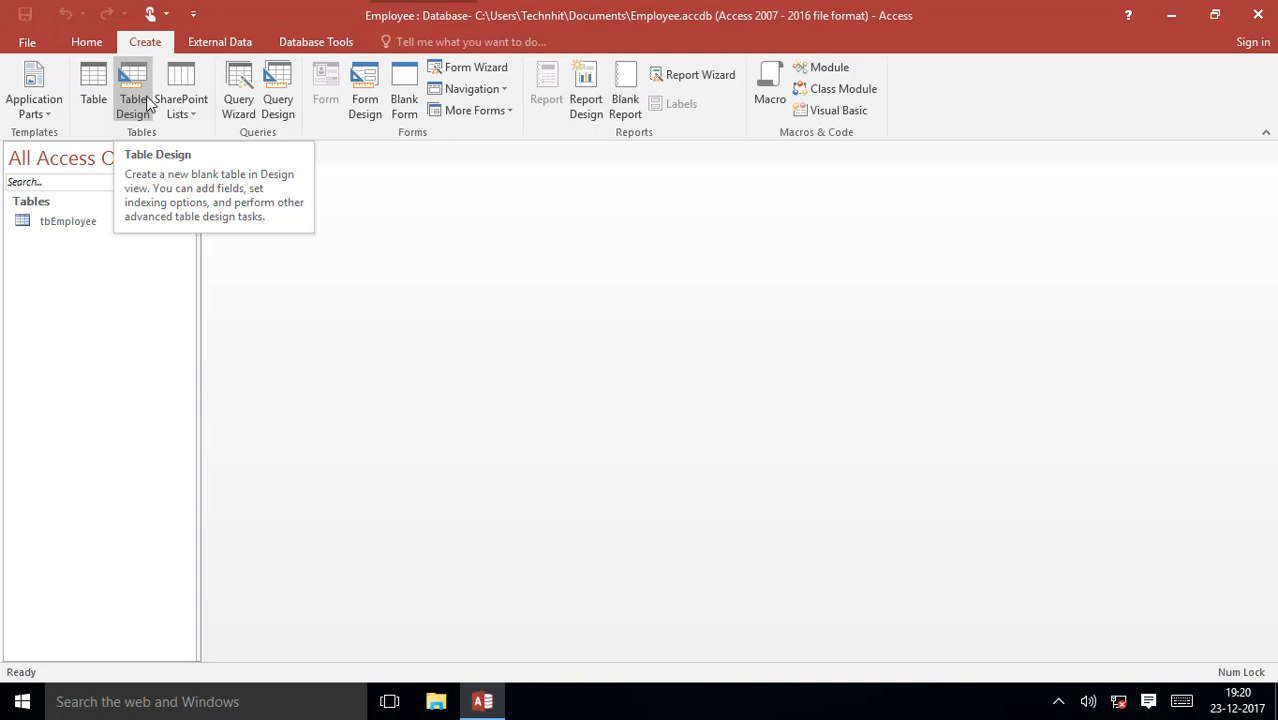 Employee : Database- C:\Users\Technhit\Documents\Employee.accdb (Access 2007 - 2016 file format) - Access
File Home Create External Data Database Tools Tell me what you want to do... Sign in
Application Parts
Table
Table Design
SharePoint Lists
Query Wizard
Query Design
Form
Form Design
Blank Form
Form Wizard
Navigation
More Forms
Report
Report Design
Blank Report
Report Wizard
Labels
Macro
Module
Class Module
Visual Basic
Templates Tables Queries Forms Reports Macros & Code
All Access O
Search...
Tables
tbEmployee
Table Design
Create a new blank table in Design
view. You can add fields, set
indexing options, and perform other
advanced table design tasks.
Ready Num Lock
Search the web and Windows
19:20
23-12-2017